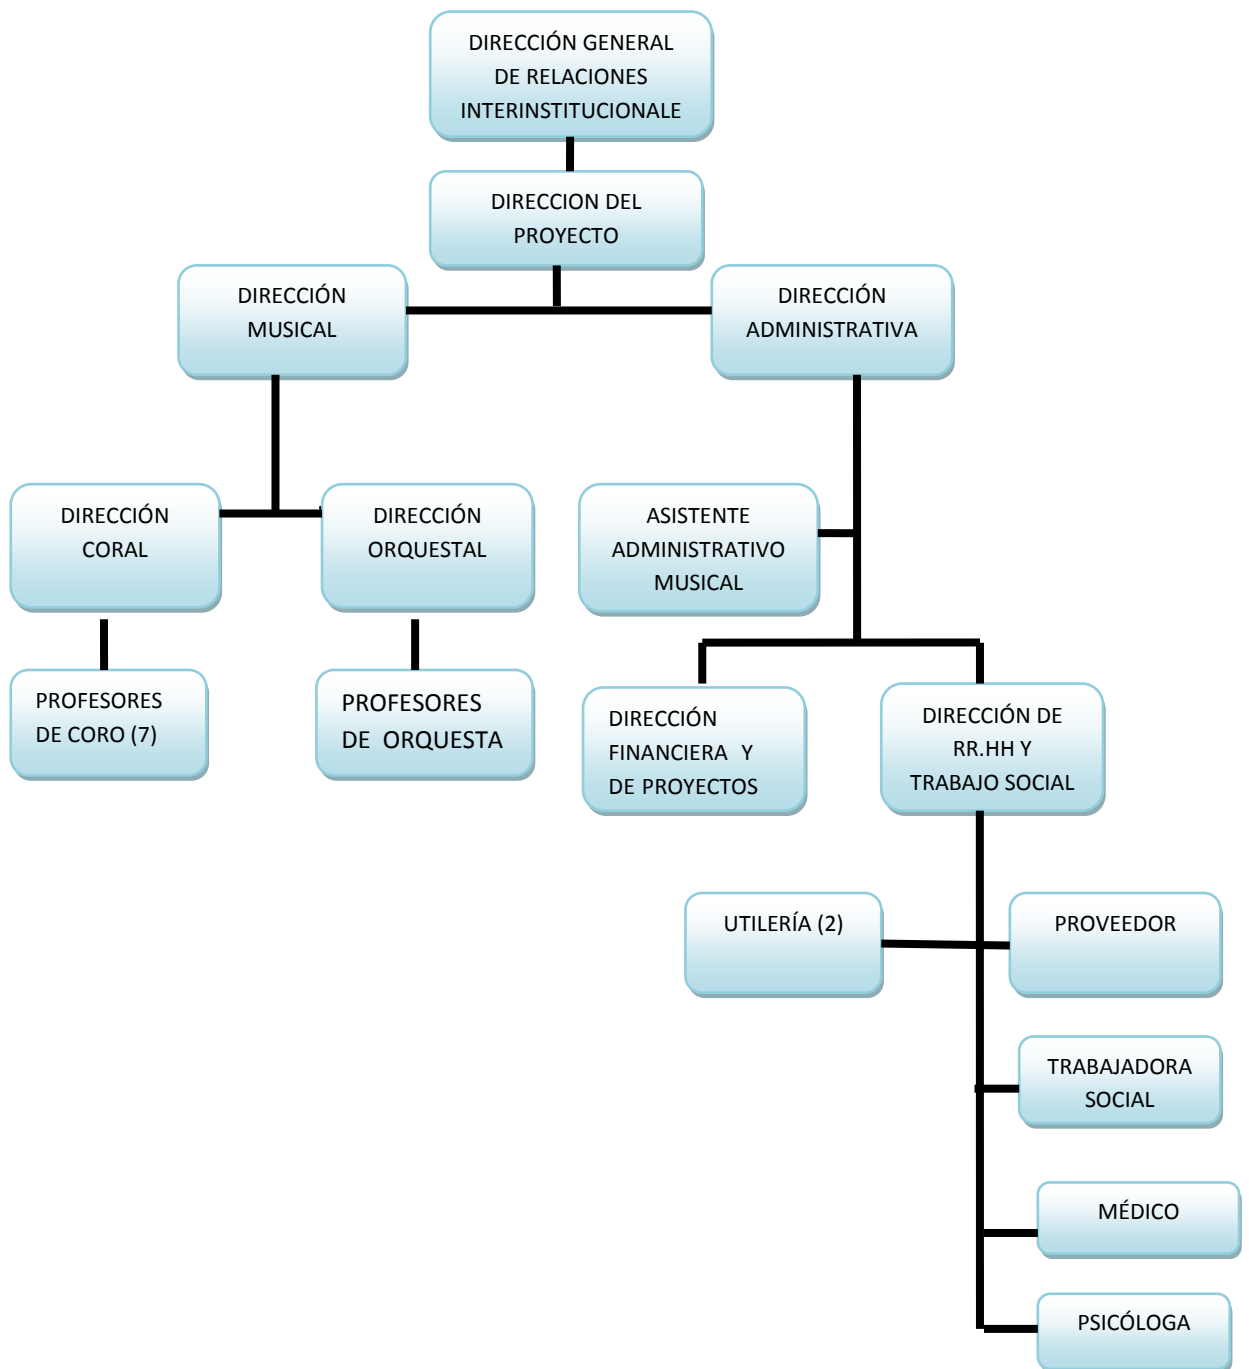 DIRECCIÓN GENERAL
DE RELACIONES
INTERINSTITUCIONALE
DIRECCION DEL
PROYECTO
DIRECCIÓN
MUSICAL
DIRECCIÓN
ADMINISTRATIVA
DIRECCIÓN
CORAL
DIRECCIÓN
ORQUESTAL
ASISTENTE
ADMINISTRATIVO
MUSICAL
PROFESORES
DE CORO (7)
PROFESORES
DE ORQUESTA
DIRECCIÓN
FINANCIERA Y
DE PROYECTOS
DIRECCIÓN DE
RR.HH Y
TRABAJO SOCIAL
UTILERÍA (2)
PROVEEDOR
TRABAJADORA
SOCIAL
MÉDICO
PSICÓLOGA